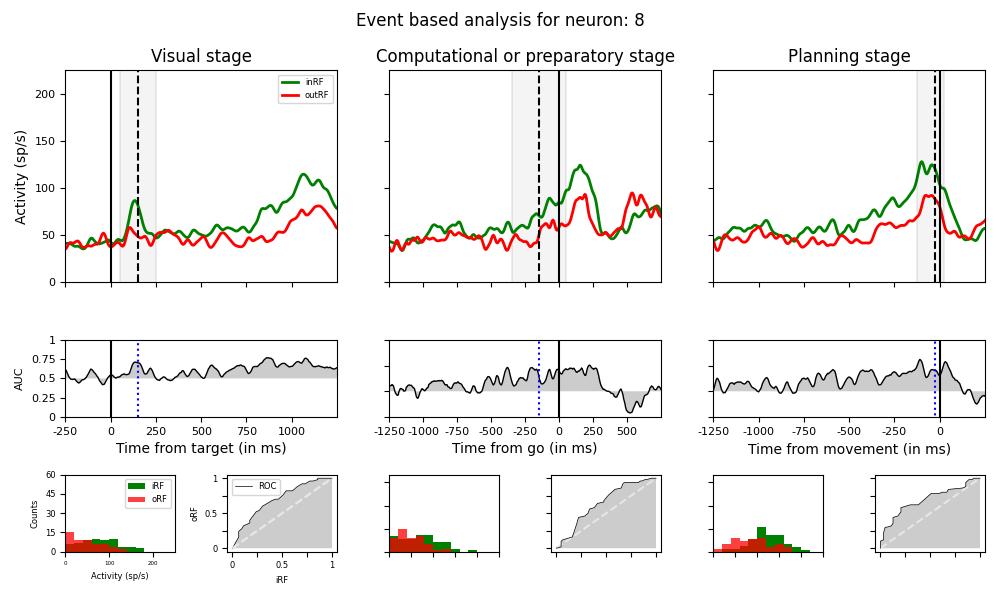 Event based analysis for neuron: 8
Visual stage
Computational or preparatory stage
Planning stage
Activity (sp/s)
200
150
100
50
0
inRF
outRF
AUC
1
0.75
0.5
0.25
0
-250 0 250 500 750 1000
-1250 -1000 -750 -500 -250 0 250 500
-1250 -1000 -750 -500 -250 0
Time from target (in ms)
Time from go (in ms)
Time from movement (in ms)
Counts
60
45
30
15
0
iRF
oRF
0 100 200
Activity (sp/s)
oRF
1
0.5
0
ROC
0 1
iRF